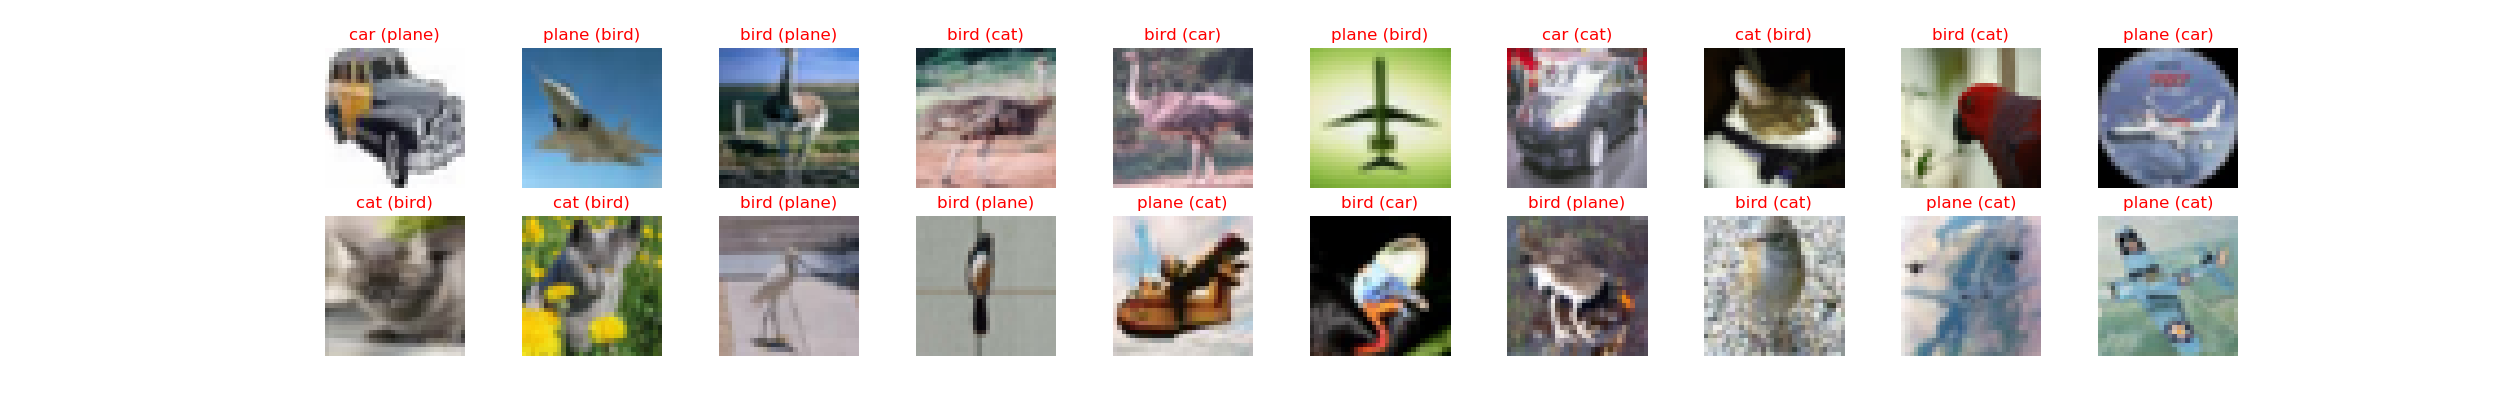 car (plane) plane (bird) bird (plane) bird (cat) bird (car) plane (bird) car (cat) cat (bird) bird (cat) plane (car)
cat (bird) cat (bird) bird (plane) bird (plane) plane (cat) bird (car) bird (plane) bird (cat) plane (cat) plane (cat)